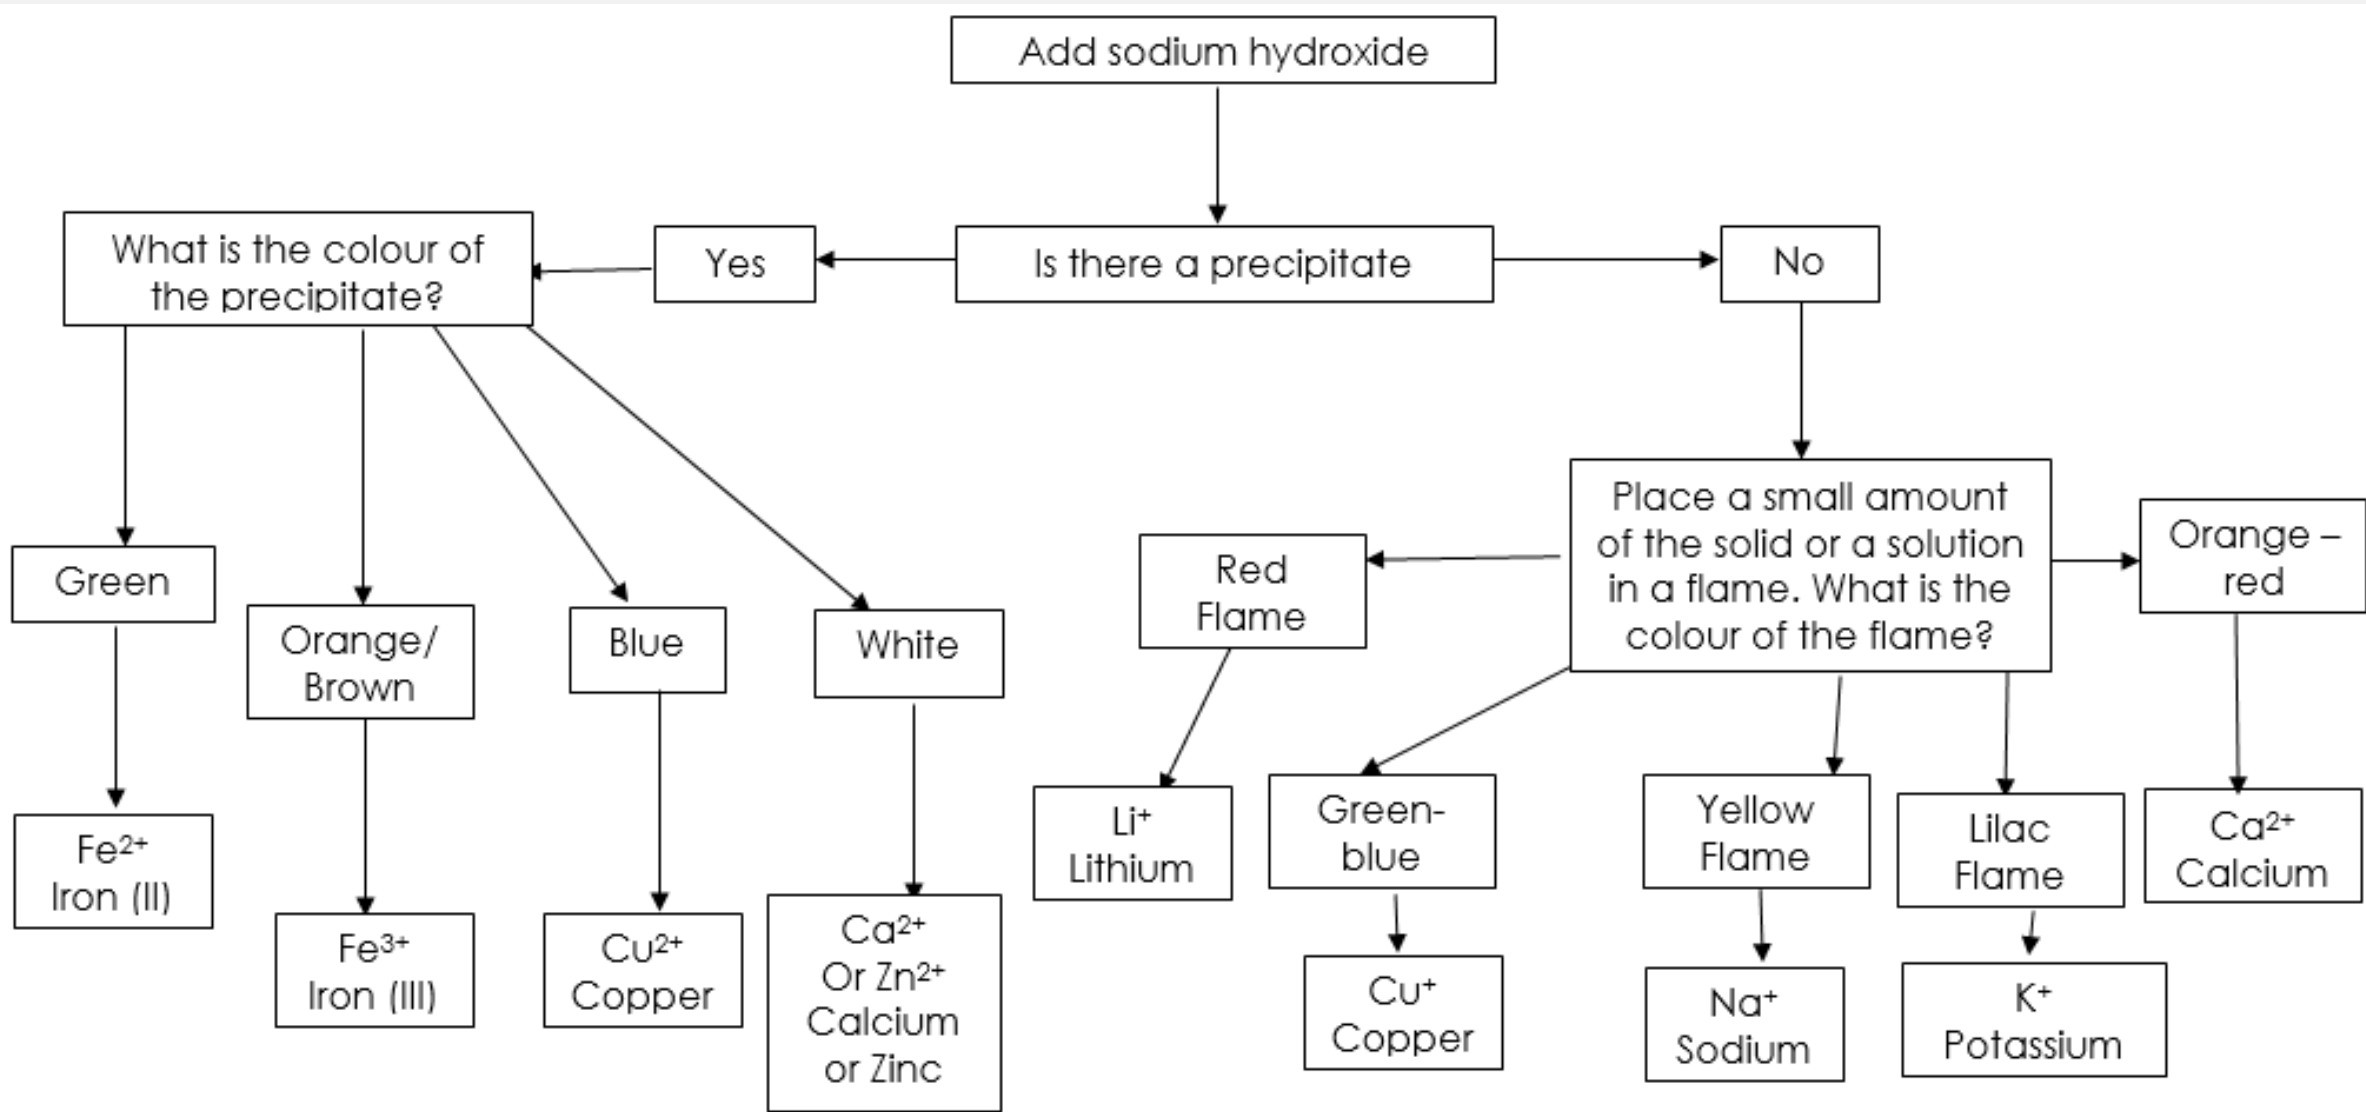 Add sodium hydroxide
What is the colour of
the precipitate?
Yes
Is there a precipitate
No
Place a small amount
of the solid or a solution
in a flame. What is the
colour of the flame?
Orange –
red
Red
Flame
Green
Orange/
Brown
Blue
White
Fe²⁺
Iron (II)
Fe³⁺
Iron (III)
Cu²⁺
Copper
Ca²⁺
Or Zn²⁺
Calcium
or Zinc
Li⁺
Lithium
Green-
blue
Yellow
Flame
Lilac
Flame
Ca²⁺
Calcium
Cu⁺
Copper
Na⁺
Sodium
K⁺
Potassium